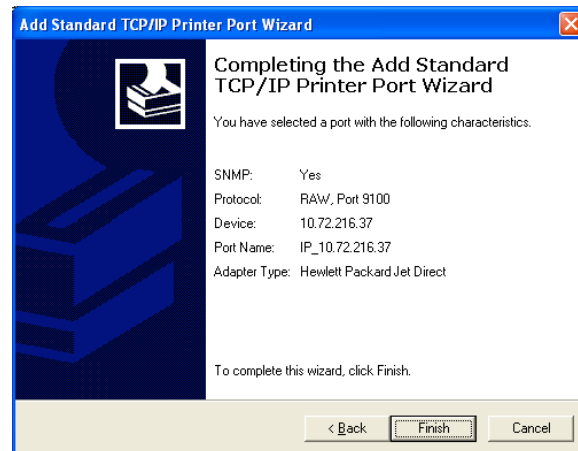 Add Standard TCP/IP Printer Port Wizard
Completing the Add Standard
TCP/IP Printer Port Wizard
You have selected a port with the following characteristics.
SNMP: Yes
Protocol: RAW, Port 9100
Device: 10.72.216.37
Port Name: IP_10.72.216.37
Adapter Type: Hewlett Packard Jet Direct
To complete this wizard, click Finish.
< Back Finish Cancel